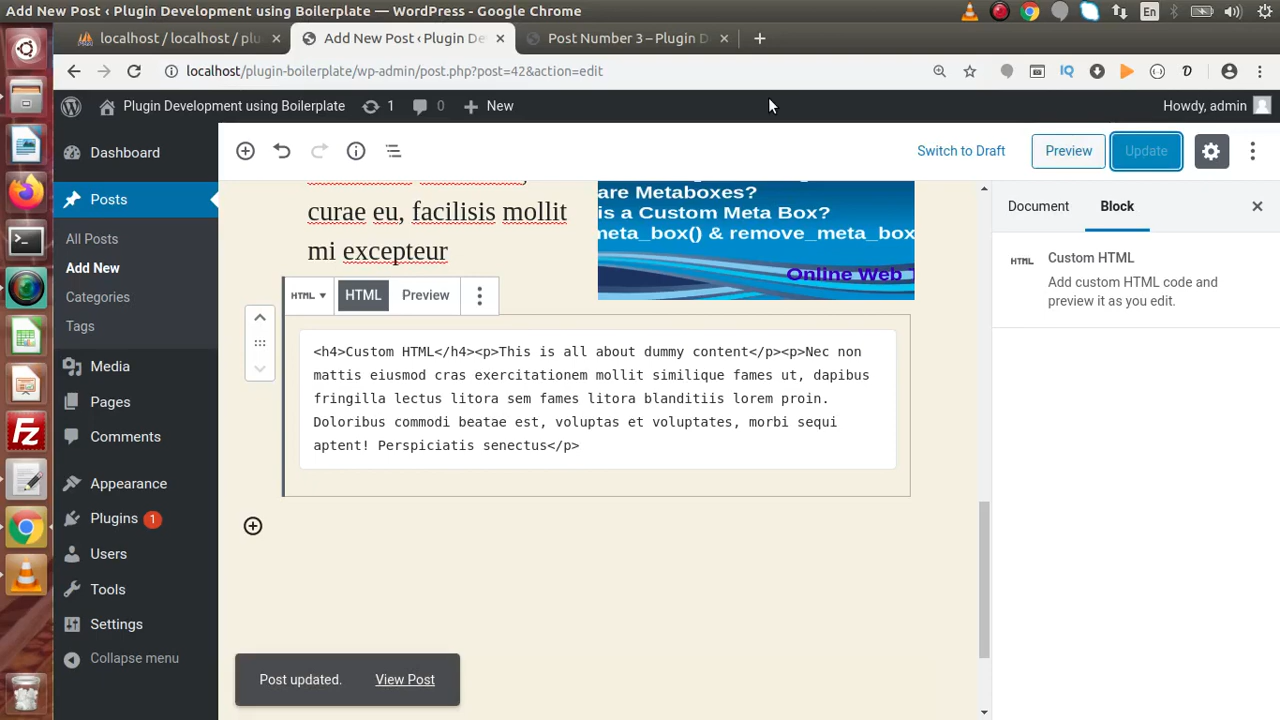 Add New Post ‹ Plugin Development using Boilerplate — WordPress - Google Chrome
En
localhost / localhost / plu
Add New Post ‹ Plugin De
Post Number 3 – Plugin D
localhost/plugin-boilerplate/wp-admin/post.php?post=42&action=edit
IQ
Plugin Development using Boilerplate
1
0
New
Howdy, admin
Dashboard
Posts
All Posts
Add New
Categories
Tags
Media
Pages
Comments
Appearance
Plugins 1
Users
Tools
Settings
Collapse menu
Switch to Draft
Preview
Update
curae eu, facilisis mollit
mi excepteur
are Metaboxes?
is a Custom Meta Box?
meta_box() & remove_meta_box
Online Web T
HTML
HTML
Preview
<h4>Custom HTML</h4><p>This is all about dummy content</p><p>Nec non
mattis eiusmod cras exercitationem mollit similique fames ut, dapibus
fringilla lectus litora sem fames litora blanditiis lorem proin.
Doloribus commodi beatae est, voluptas et voluptates, morbi sequi
aptent! Perspiciatis senectus</p>
Post updated.
View Post
Document
Block
HTML
Custom HTML
Add custom HTML code and
preview it as you edit.